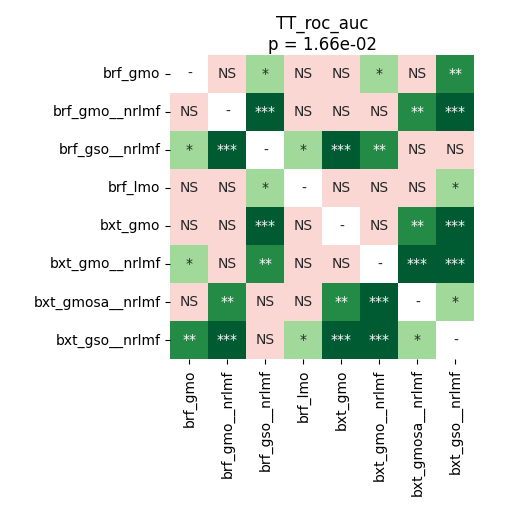 TT_roc_auc
p = 1.66e-02
brf_gmo - NS * NS NS * NS **
brf_gmo__nrlmf NS - *** NS NS NS ** ***
brf_gso__nrlmf * *** - * *** ** NS NS
brf_lmo NS NS * - NS NS NS *
bxt_gmo NS NS *** NS - NS ** ***
bxt_gmo__nrlmf * NS ** NS NS - *** ***
bxt_gmosa__nrlmf NS ** NS NS ** *** - *
bxt_gso__nrlmf ** *** NS * *** *** * -
brf_gmo
brf_gmo__nrlmf
brf_gso__nrlmf
brf_lmo
bxt_gmo
bxt_gmo__nrlmf
bxt_gmosa__nrlmf
bxt_gso__nrlmf